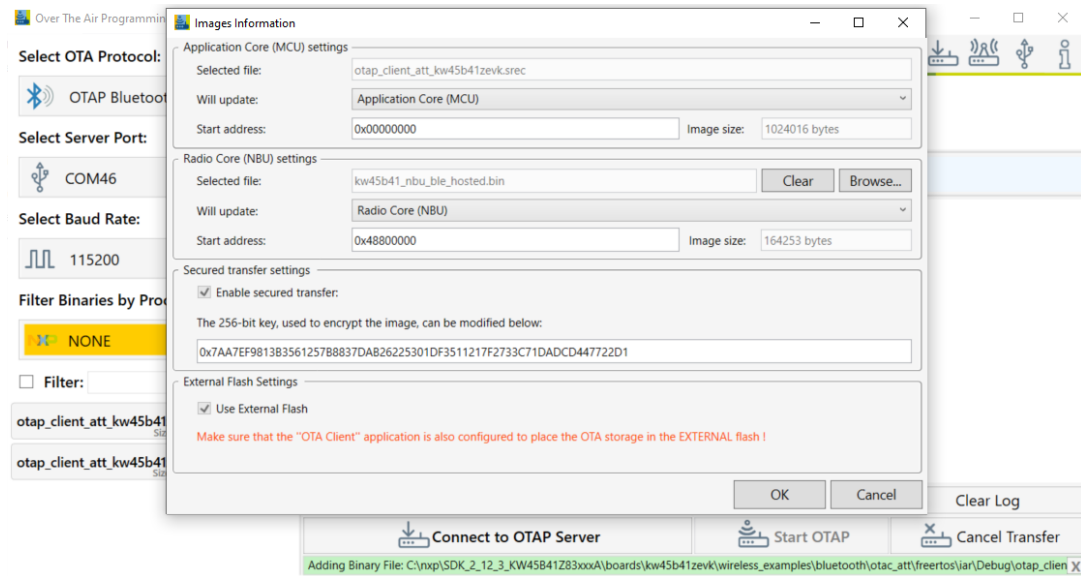 Over The Air Programmin
Select OTA Protocol:
OTAP Bluetoot
Select Server Port:
COM46
Select Baud Rate:
115200
Filter Binaries by Pro
NXP NONE
Filter:
otap_client_att_kw45b41
Siz
otap_client_att_kw45b41
Siz
Images Information
Application Core (MCU) settings
Selected file: otap_client_att_kw45b41zevk.srec
Will update: Application Core (MCU)
Start address: 0x00000000 Image size: 1024016 bytes
Radio Core (NBU) settings
Selected file: kw45b41_nbu_ble_hosted.bin Clear Browse...
Will update: Radio Core (NBU)
Start address: 0x48800000 Image size: 164253 bytes
Secured transfer settings
Enable secured transfer:
The 256-bit key, used to encrypt the image, can be modified below:
0x7AA7EF9813B3561257B8837DAB26225301DF3511217F2733C71DADCD447722D1
External Flash Settings
Use External Flash
Make sure that the "OTA Client" application is also configured to place the OTA storage in the EXTERNAL flash !
OK Cancel
Clear Log
Connect to OTAP Server Start OTAP Cancel Transfer
Adding Binary File: C:\nxp\SDK_2_12_3_KW45B41Z83xxxA\boards\kw45b41zevk\wireless_examples\bluetooth\otac_att\freertos\iar\Debug\otap_clien X